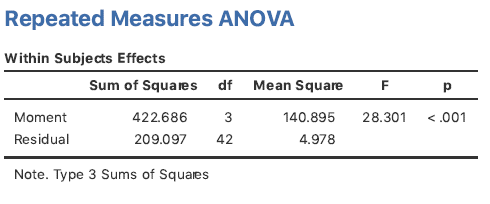 Repeated Measures ANOVA
Within Subjects Effects
Sum of Squares df Mean Square F p
Moment 422.686 3 140.895 28.301 < .001
Residual 209.097 42 4.978
Note. Type 3 Sums of Squares